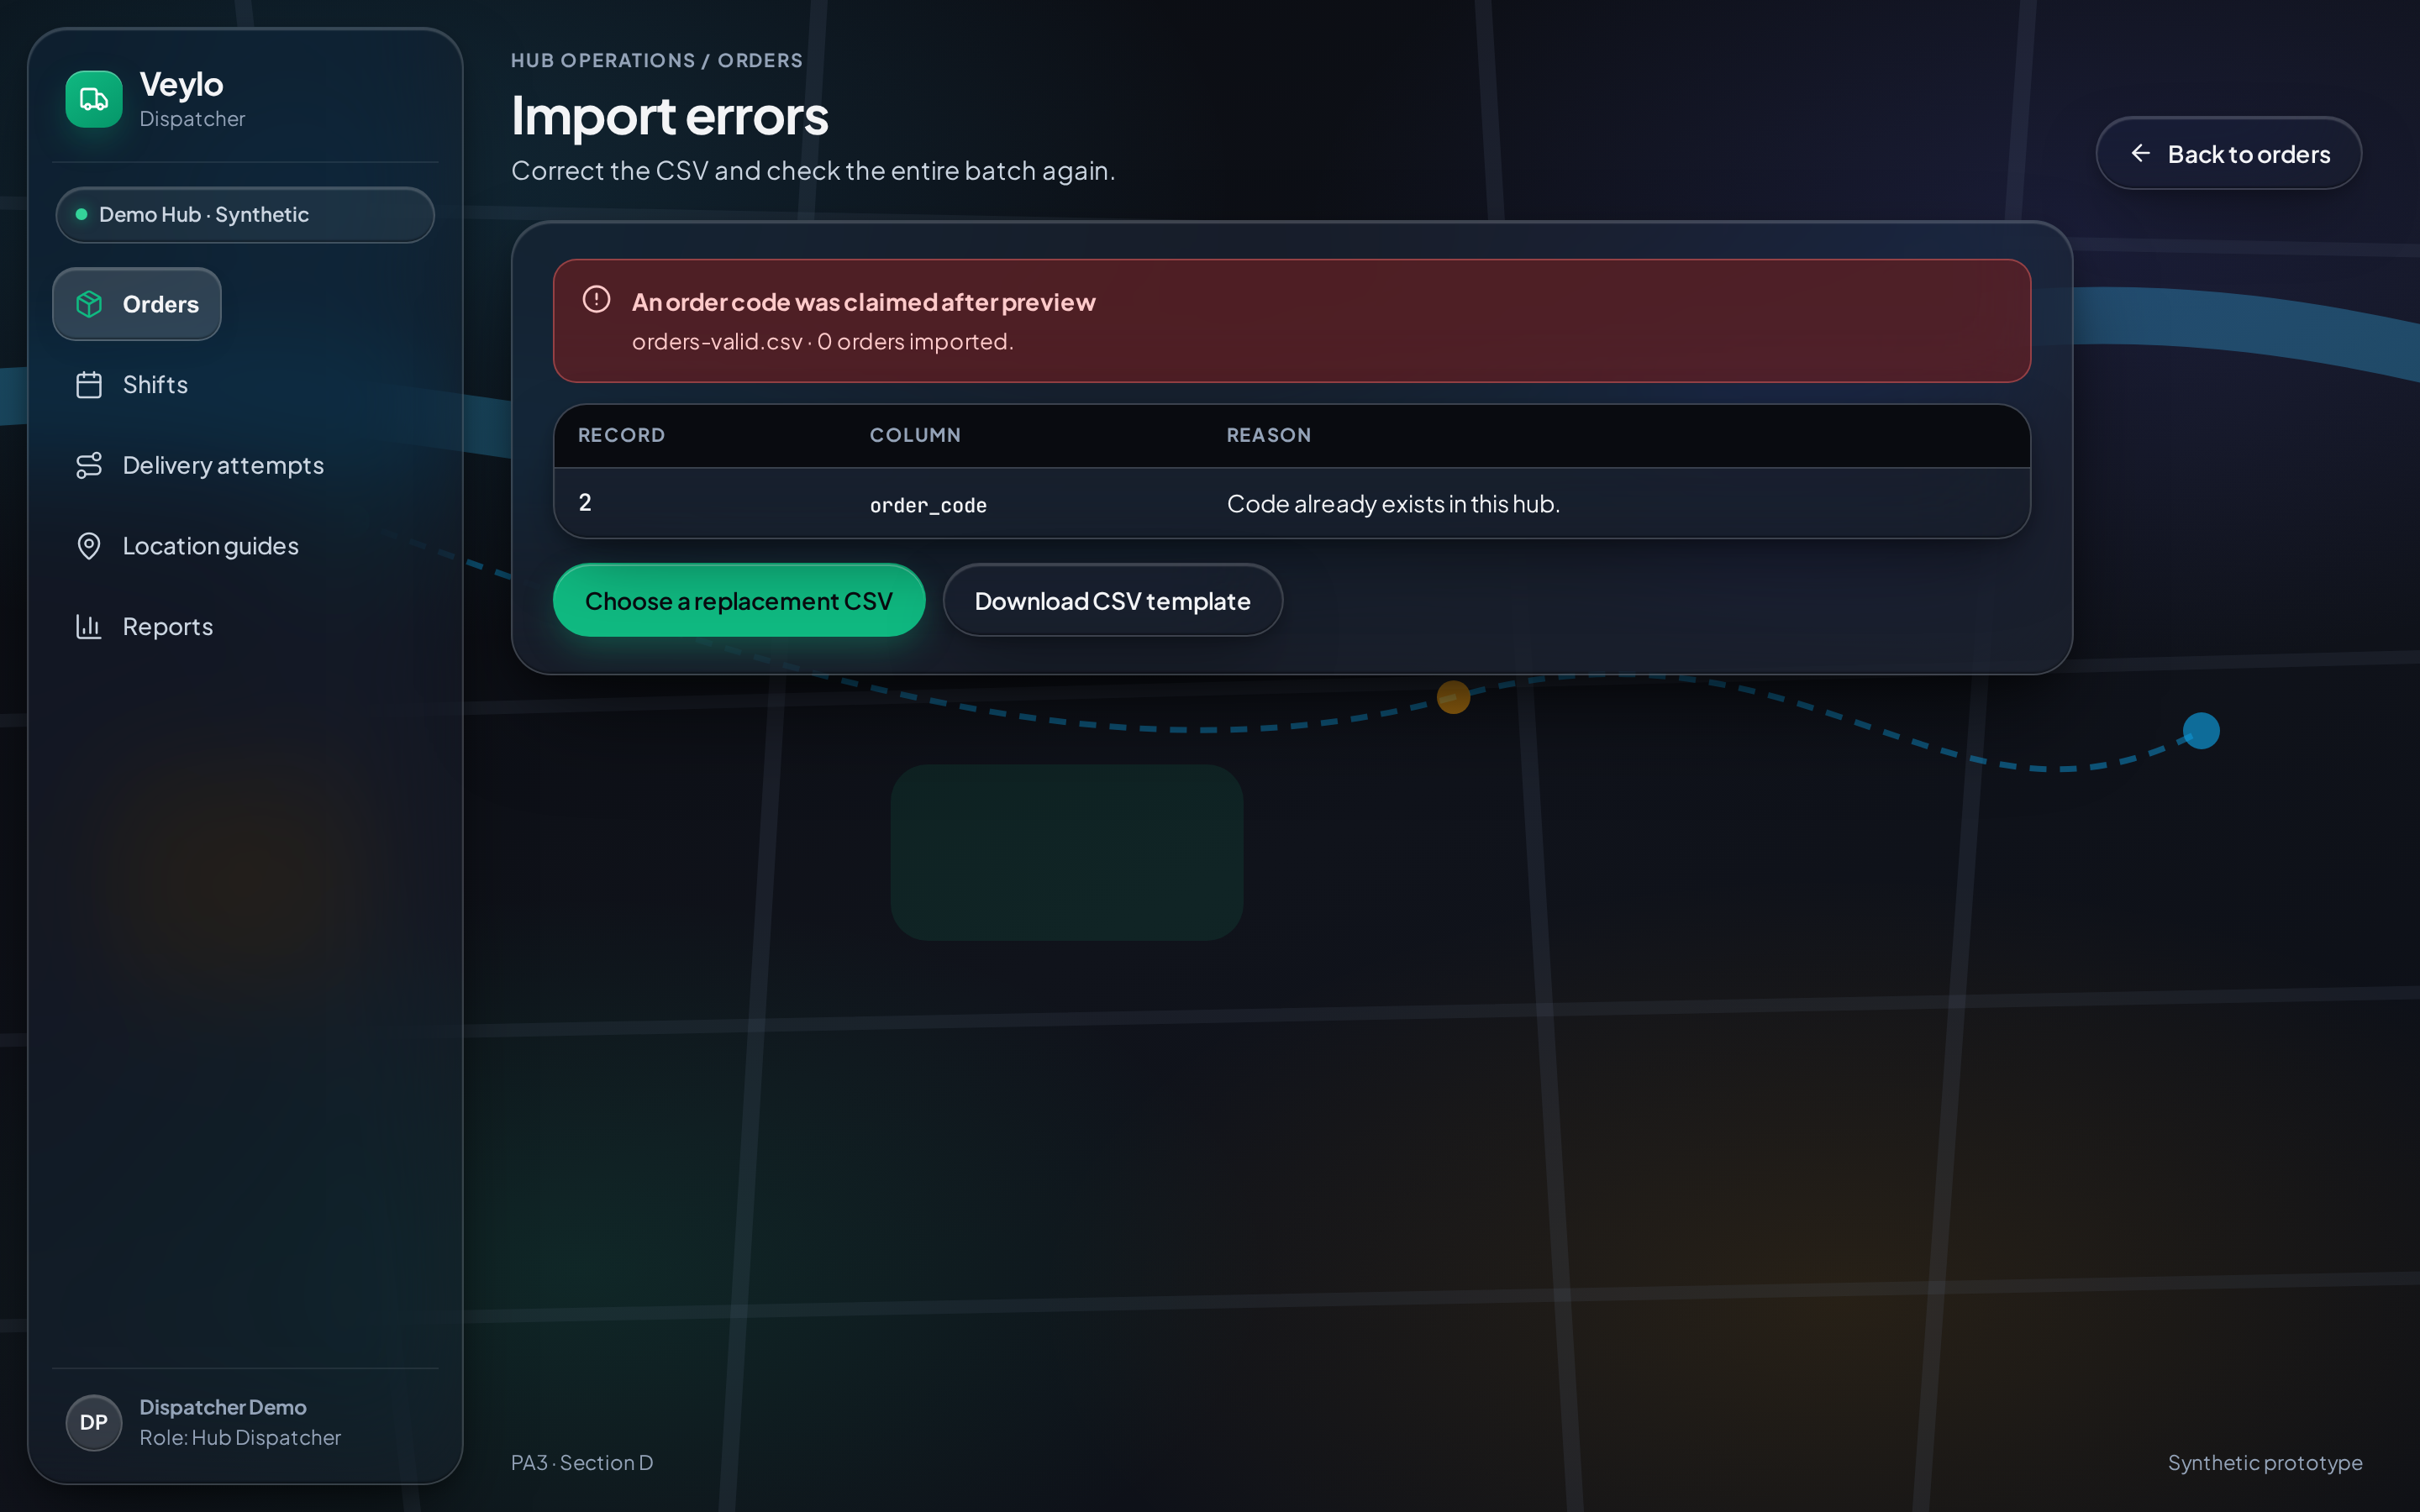 Veylo
Dispatcher
Demo Hub · Synthetic
Orders
Shifts
Delivery attempts
Location guides
Reports
DP
Dispatcher Demo
Role: Hub Dispatcher
HUB OPERATIONS / ORDERS
Import errors
Correct the CSV and check the entire batch again.
Back to orders
An order code was claimed after preview
orders-valid.csv · 0 orders imported.
RECORD COLUMN REASON
2 order_code Code already exists in this hub.
Choose a replacement CSV Download CSV template
PA3 · Section D
Synthetic prototype